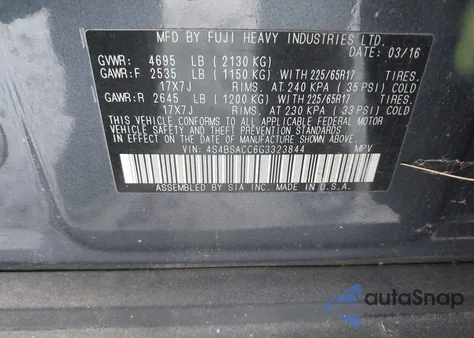 MFD BY FUJI HEAVY INDUSTRIES LTD.
03/16
GVWR: 4695 LB (2130 KG)
GAWR:F 2535 LB (1150 KG) WITH 225/65R17 TIRES.
17X7J RIMS. AT 240 KPA (35 PSI) COLD
GAWR:R 2645 LB (1200 KG) WITH 225/65R17 TIRES.
17X7J RIMS. AT 230 KPA (33 PSI) COLD
THIS VEHICLE CONFORMS TO ALL APPLICABLE FEDERAL MOTOR
VEHICLE SAFETY, BUMPER, AND THEFT PREVENTION STANDARDS
IN EFFECT ON THE DATE OF MANUFACTURE SHOWN ABOVE.
VIN: 4S4BSACC6G3323844 MPV
ASSEMBLED BY SIA INC. MADE IN U.S.A.
autoSnap